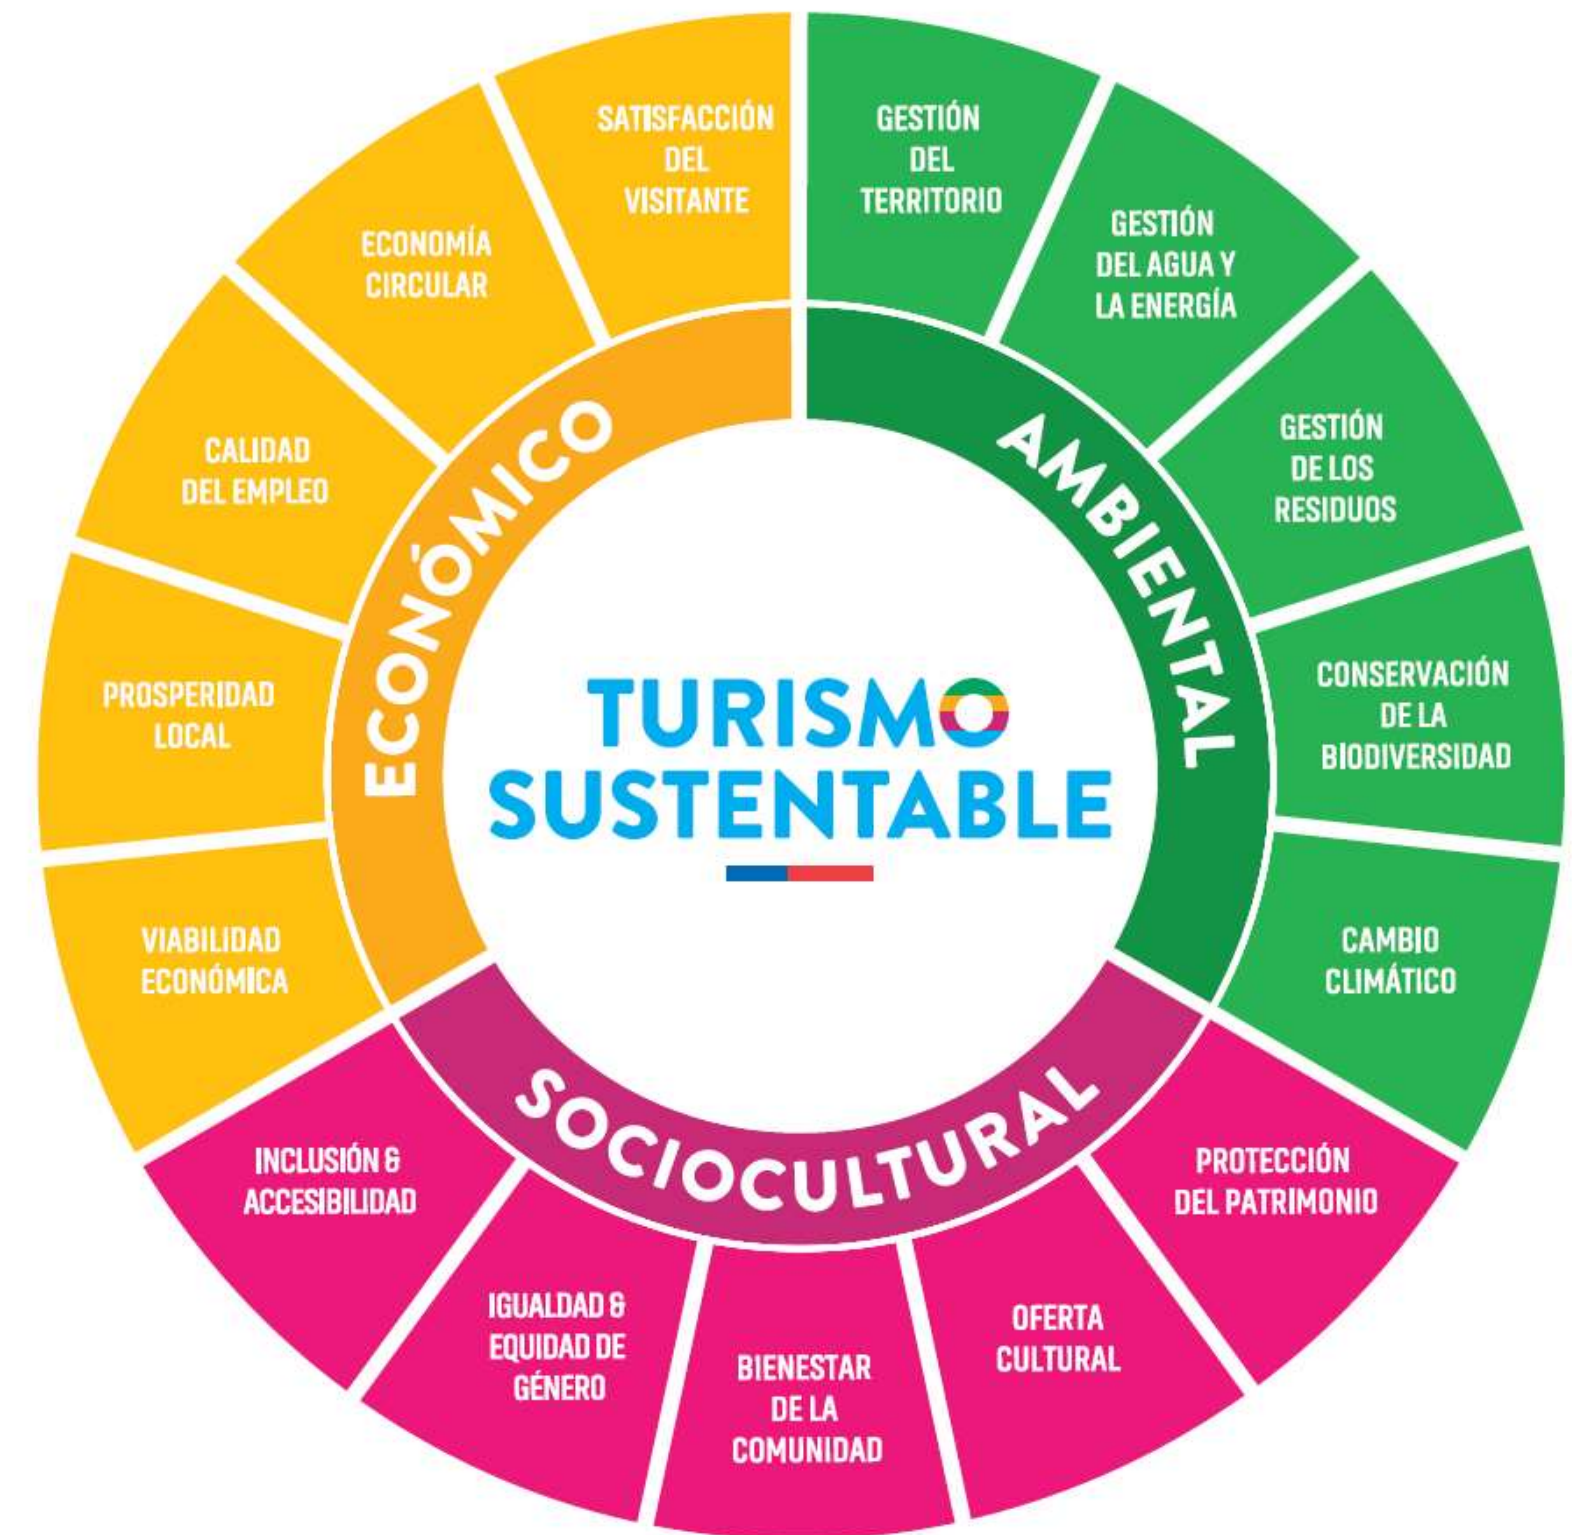 TURISMO
SUSTENTABLE
AMBIENTAL
GESTIÓN
DEL
TERRITORIO
GESTIÓN
DEL AGUA Y
LA ENERGÍA
GESTIÓN
DE LOS
RESIDUOS
CONSERVACIÓN
DE LA
BIODIVERSIDAD
CAMBIO
CLIMÁTICO
SOCIOCULTURAL
PROTECCIÓN
DEL PATRIMONIO
OFERTA
CULTURAL
BIENESTAR
DE LA
COMUNIDAD
IGUALDAD &
EQUIDAD DE
GÉNERO
INCLUSIÓN &
ACCESIBILIDAD
ECONÓMICO
VIABILIDAD
ECONÓMICA
PROSPERIDAD
LOCAL
CALIDAD
DEL EMPLEO
ECONOMÍA
CIRCULAR
SATISFACCIÓN
DEL
VISITANTE